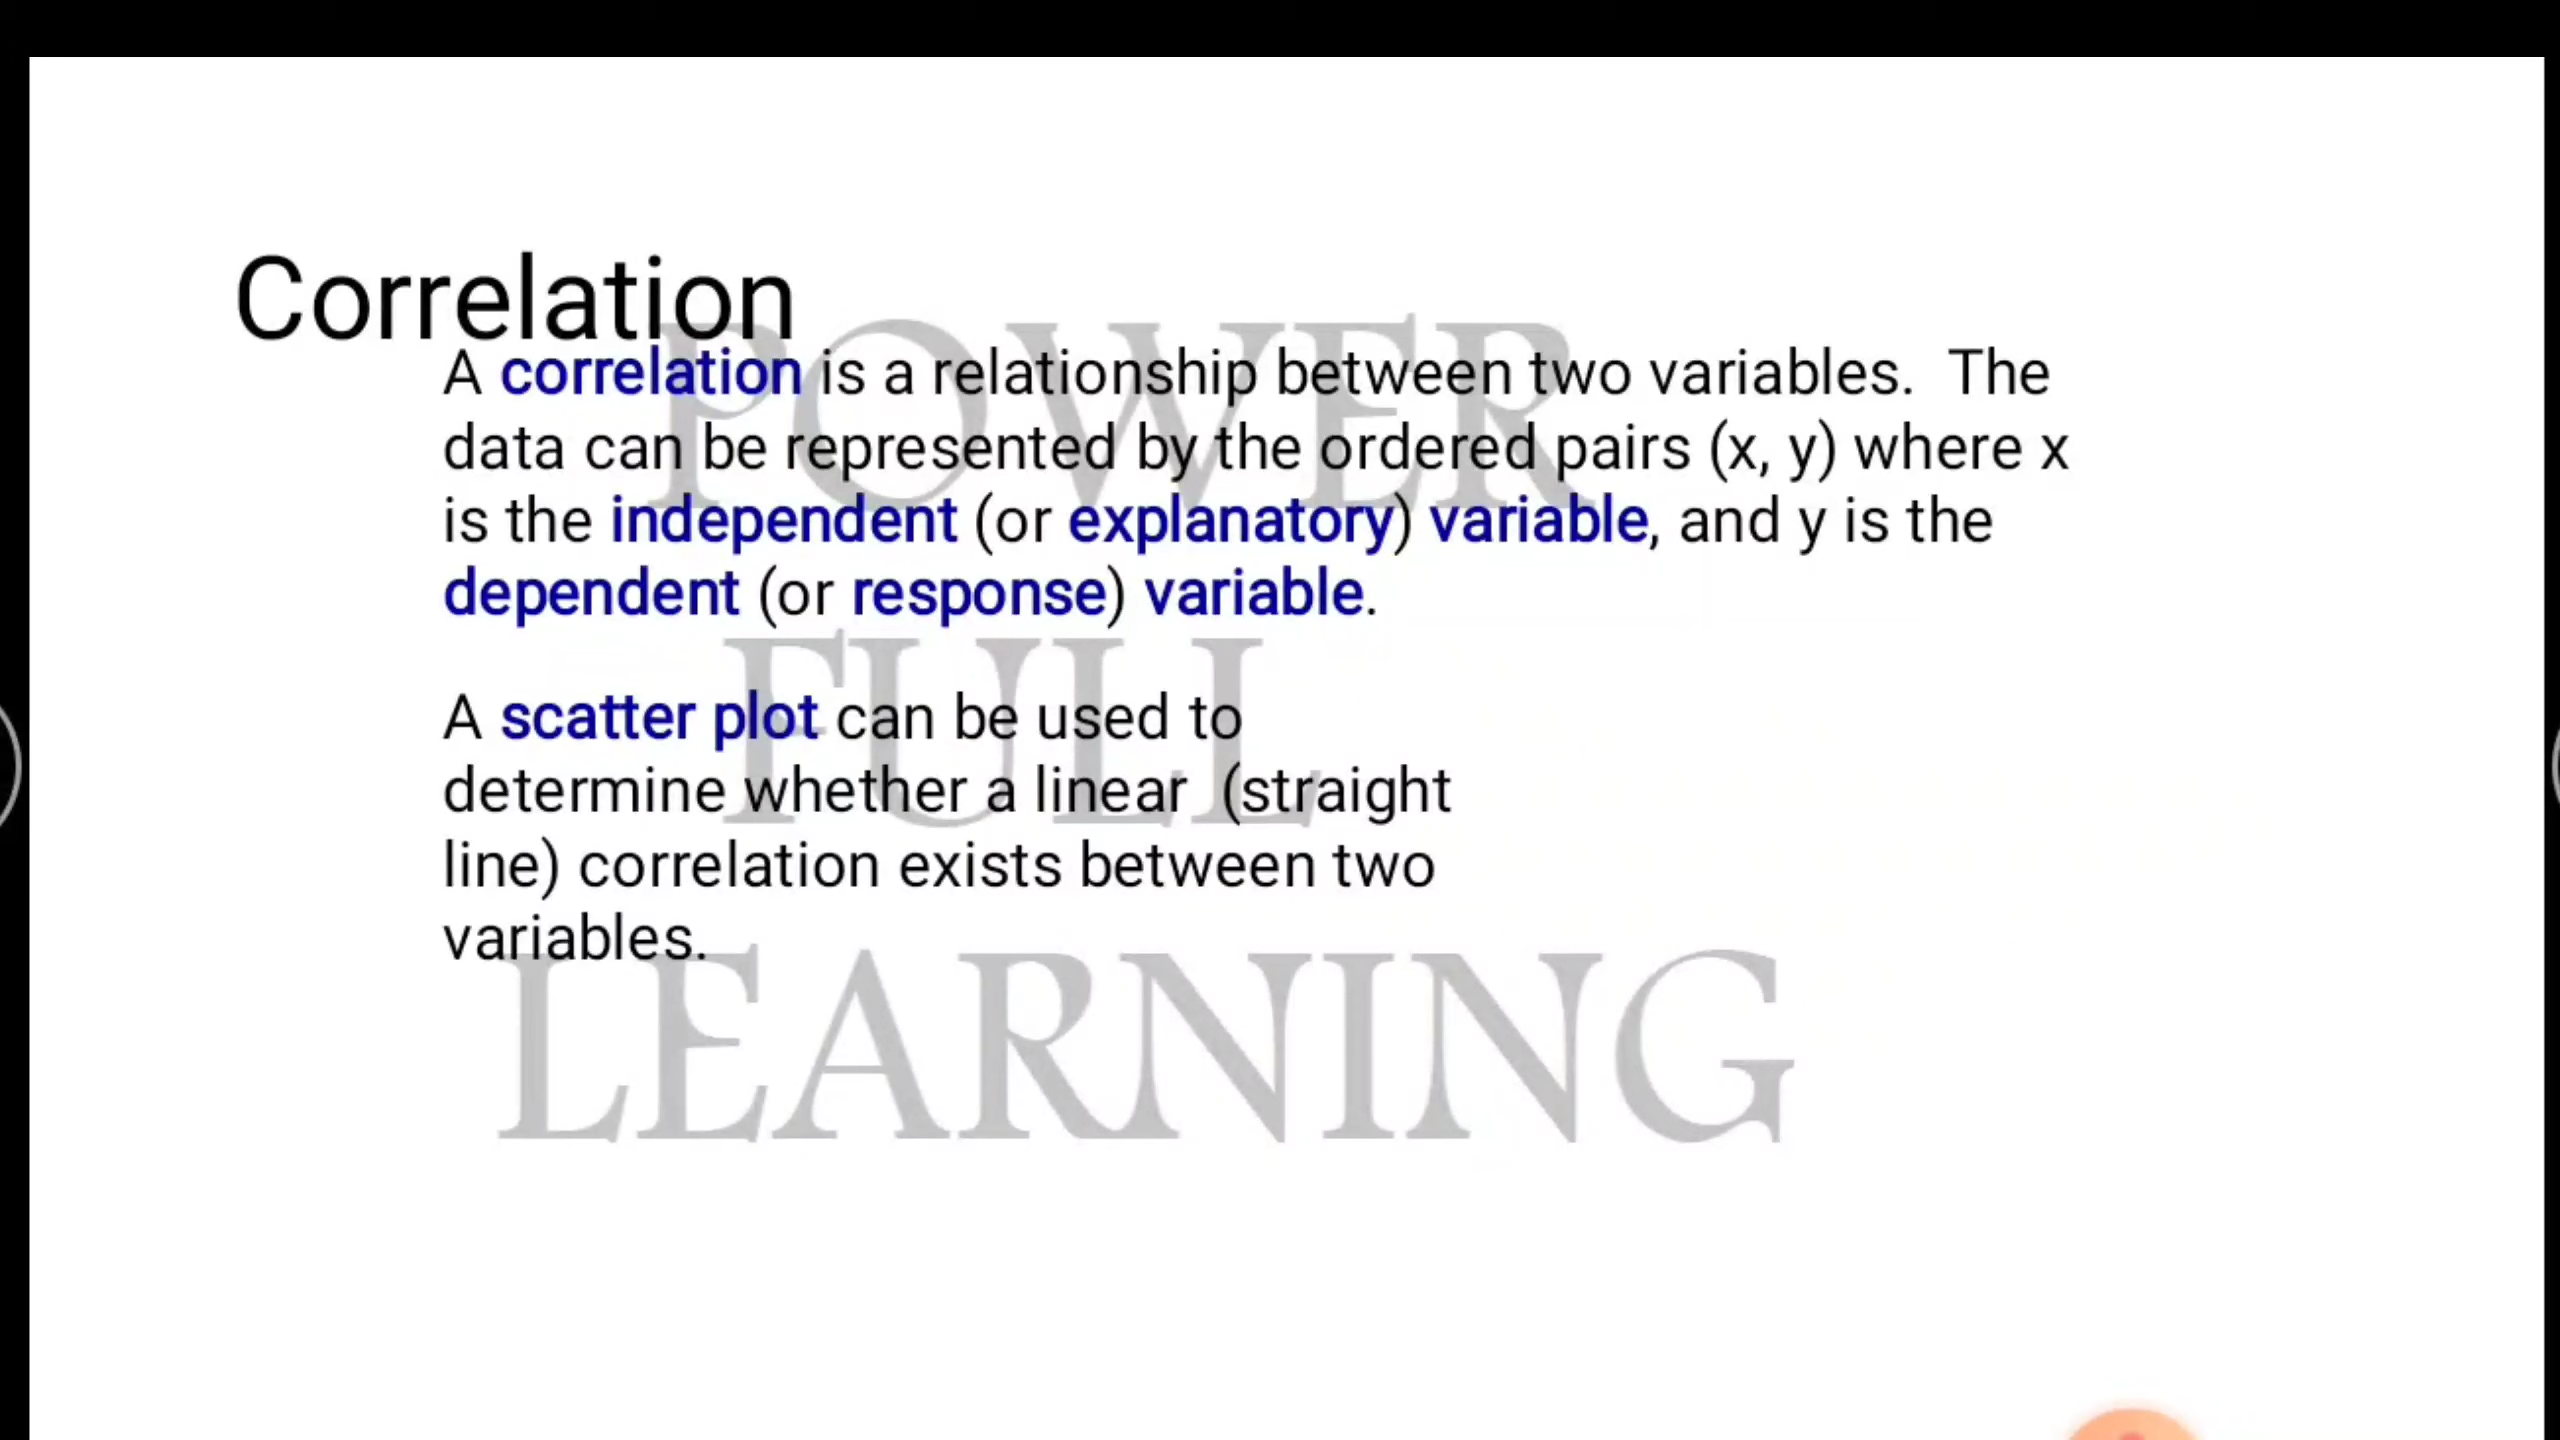 Correlation
A correlation is a relationship between two variables.  The
data can be represented by the ordered pairs (x, y) where x
is the independent (or explanatory) variable, and y is the
dependent (or response) variable.
A scatter plot can be used to
determine whether a linear  (straight
line) correlation exists between two
variables.
POWER
FULL
LEARNING